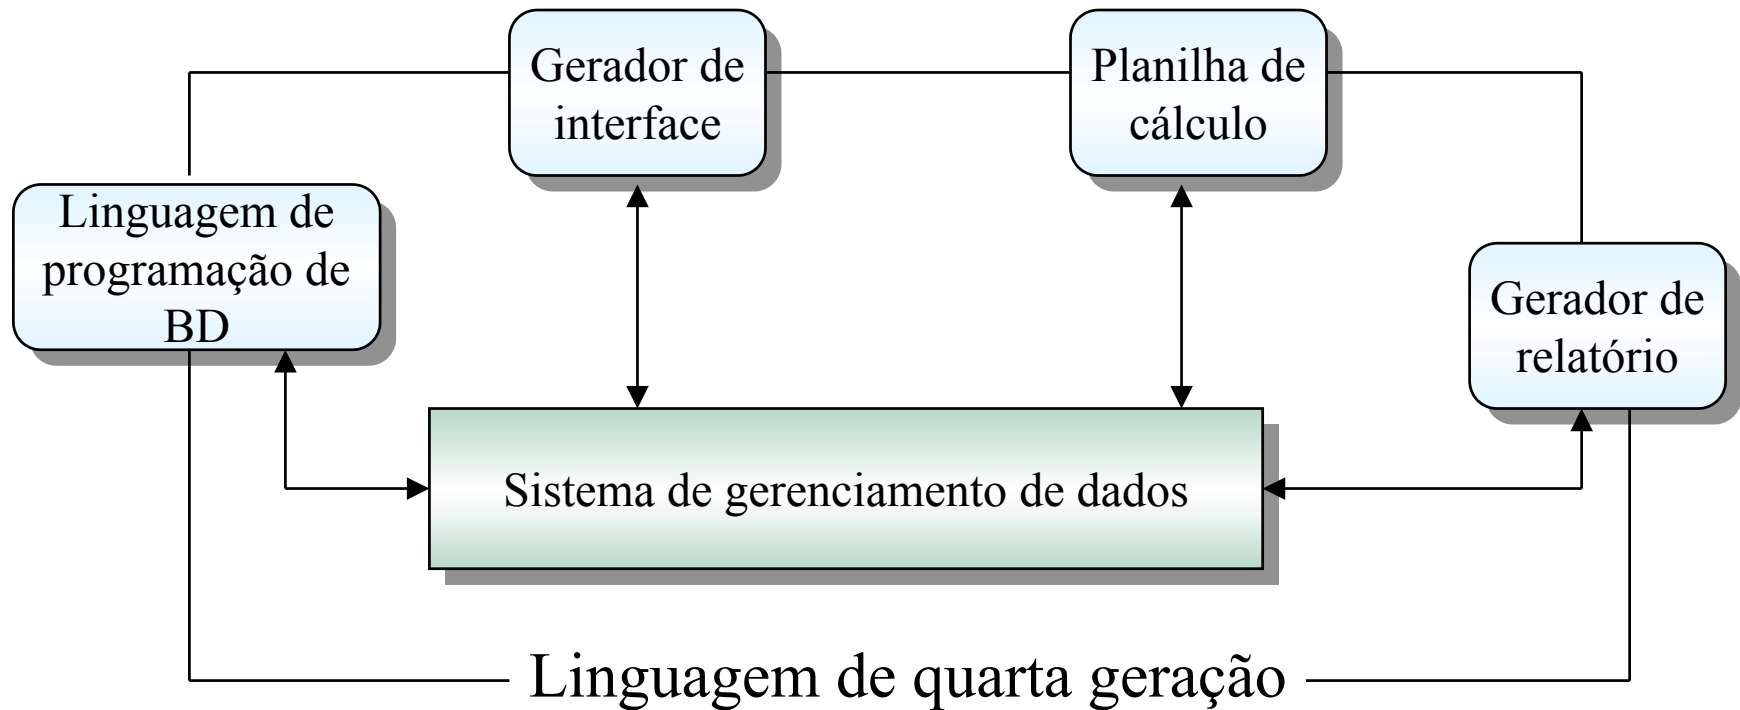 Gerador de
interface
Planilha de
cálculo
Linguagem de
programação de
BD
Gerador de
relatório
Sistema de gerenciamento de dados
Linguagem de quarta geração